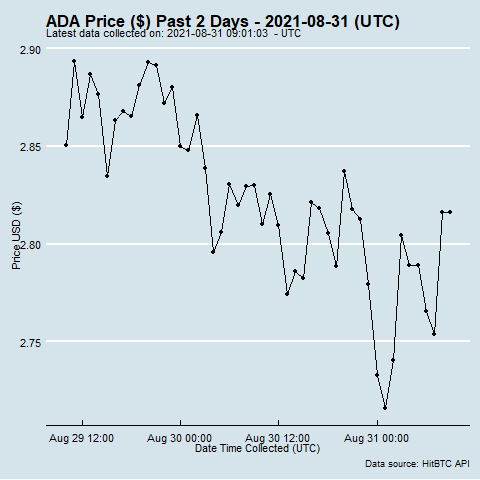 ADA Price ($) Past 2 Days - 2021-08-31 (UTC)
Latest data collected on: 2021-08-31 09:01:03 - UTC
2.90
2.85
2.80
2.75
Price USD ($)
Aug 29 12:00
Aug 30 00:00
Aug 30 12:00
Aug 31 00:00
Date Time Collected (UTC)
Data source: HitBTC API